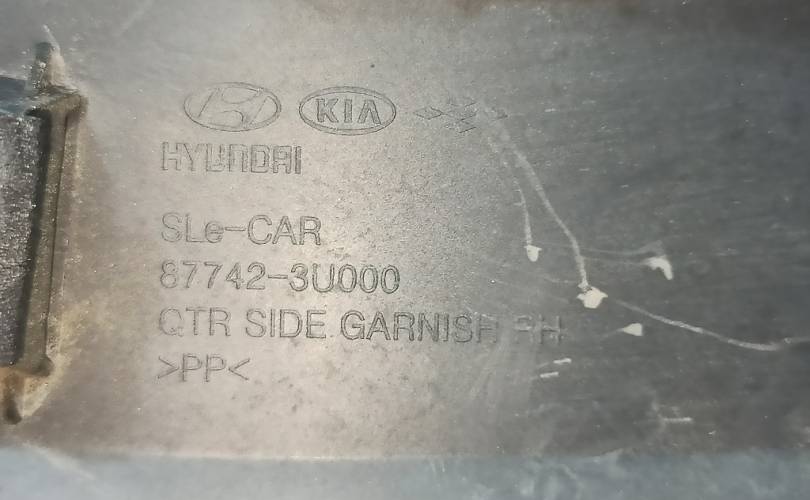 KIA
HYUNDAI
SLe-CAR
87742-3U000
QTR SIDE GARNISH RH
>PP<